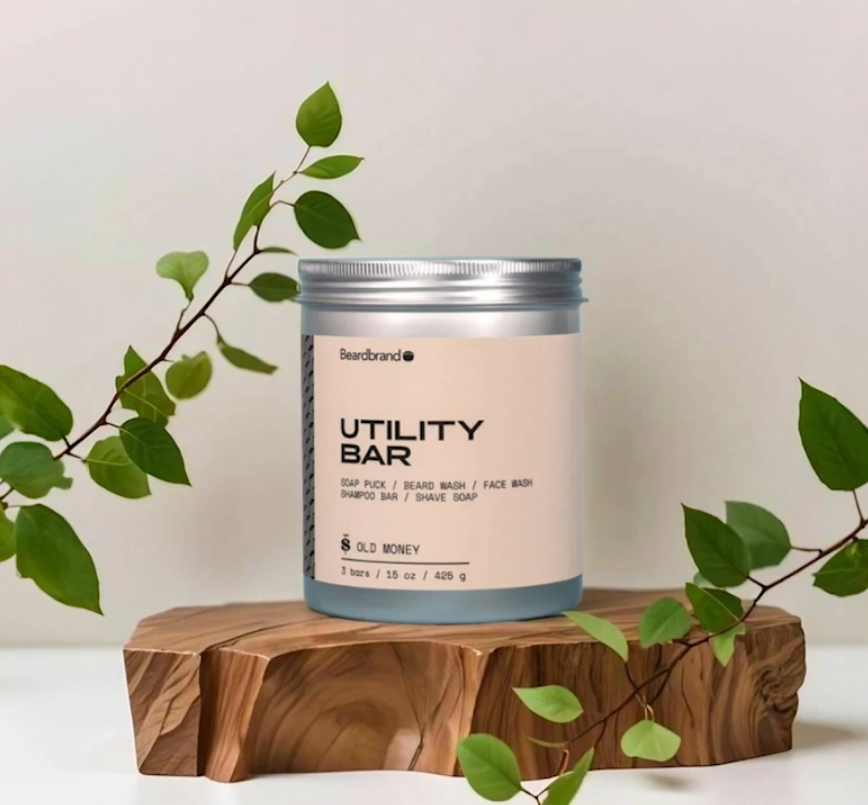 Beardbrand
UTILITY
BAR
SOAP PUCK / BEARD WASH / FACE WASH
SHAMPOO BAR / SHAVE SOAP
$ OLD MONEY
3 bars / 15 oz / 425 g